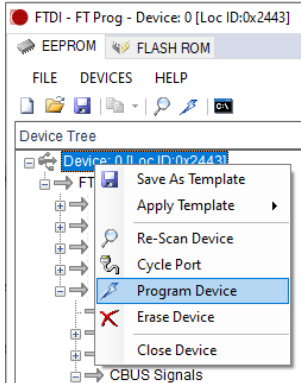 FTDI - FT Prog - Device: 0 [Loc ID:0x2443]
EEPROM FLASH ROM
FILE DEVICES HELP
Device Tree
Device: 0 [Loc ID:0x2443]
FT
Save As Template
Apply Template
Re-Scan Device
Cycle Port
Program Device
Erase Device
Close Device
CBUS Signals